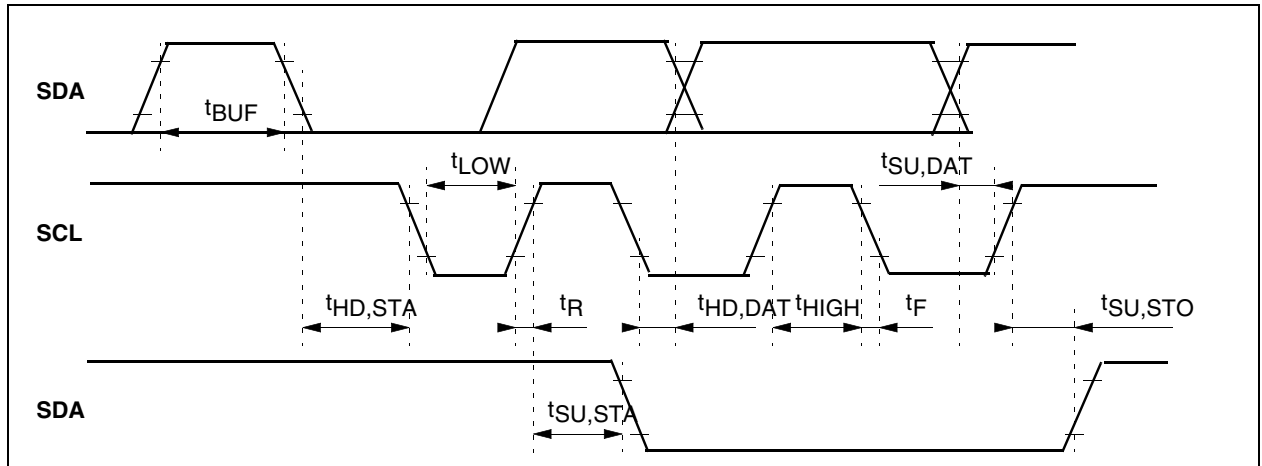 SDA
tBUF
tLOW
tSU,DAT
SCL
tHD,STA
tR
tHD,DAT
tHIGH
tF
tSU,STO
SDA
tSU,STA